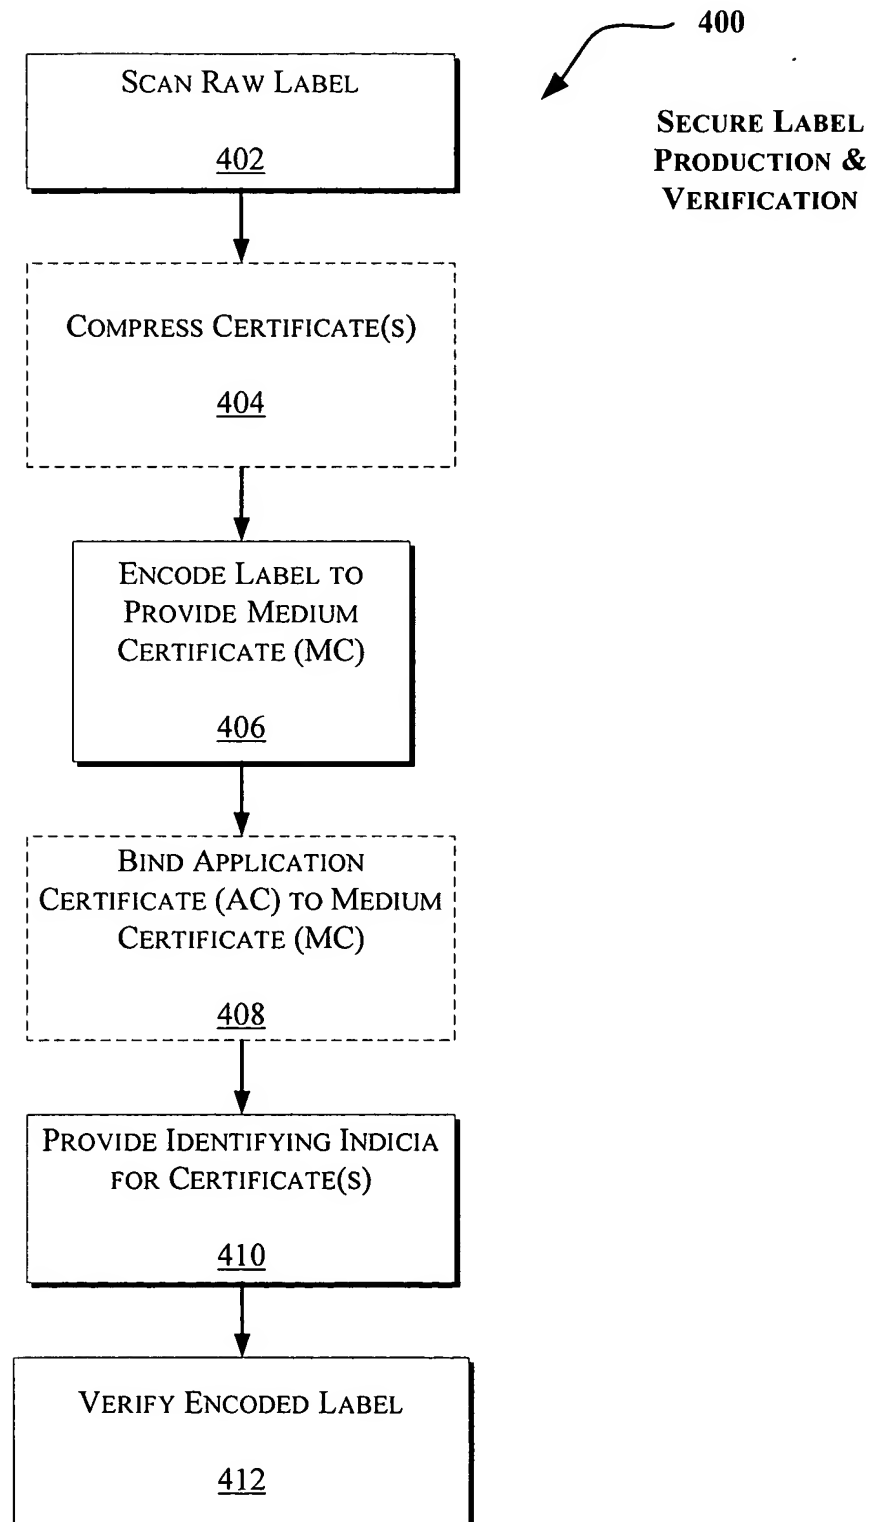 400
SECURE LABEL
PRODUCTION &
VERIFICATION
SCAN RAW LABEL
402
COMPRESS CERTIFICATE(S)
404
ENCODE LABEL TO
PROVIDE MEDIUM
CERTIFICATE (MC)
406
BIND APPLICATION
CERTIFICATE (AC) TO MEDIUM
CERTIFICATE (MC)
408
PROVIDE IDENTIFYING INDICIA
FOR CERTIFICATE(S)
410
VERIFY ENCODED LABEL
412